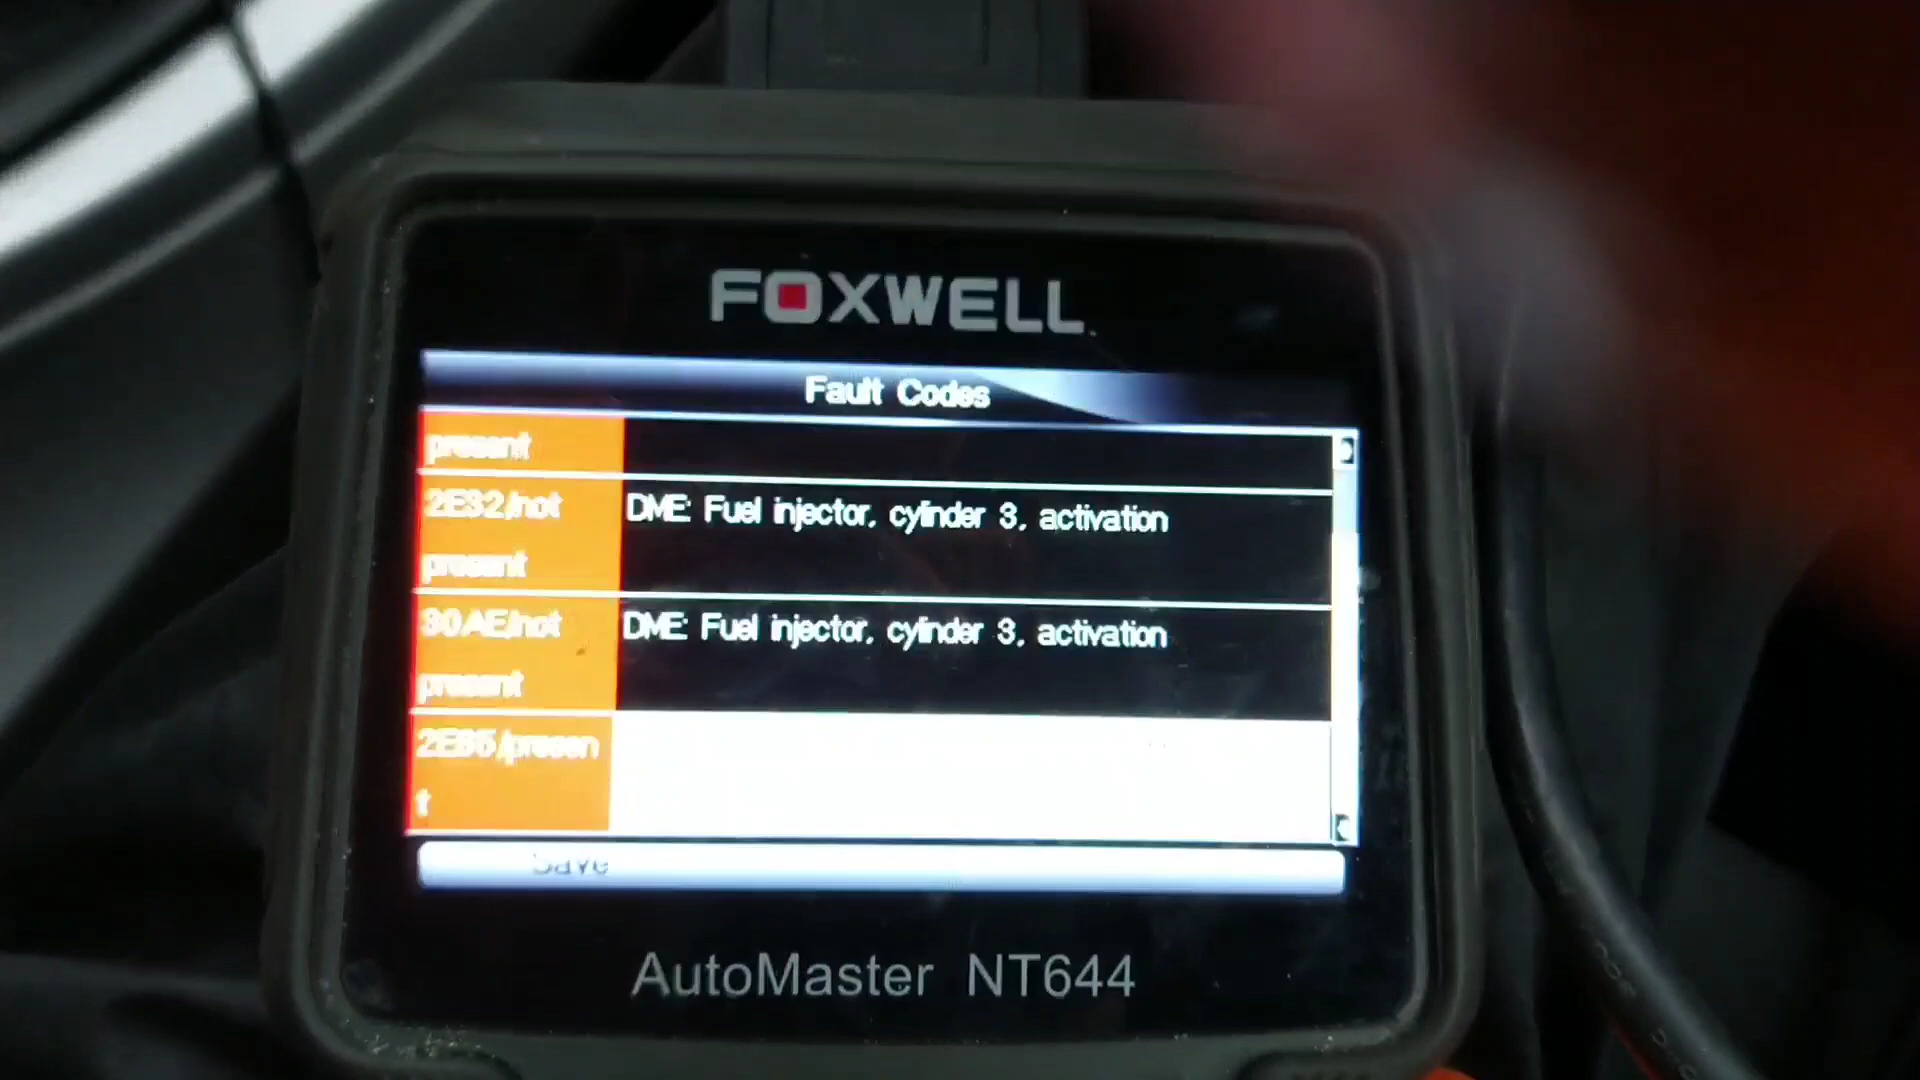 FOXWELL
Fault Codes
present
2E32/not DME: Fuel injector, cylinder 3, activation
present
30AE/not DME: Fuel injector, cylinder 3, activation
present
/presen
t
Save
AutoMaster NT644